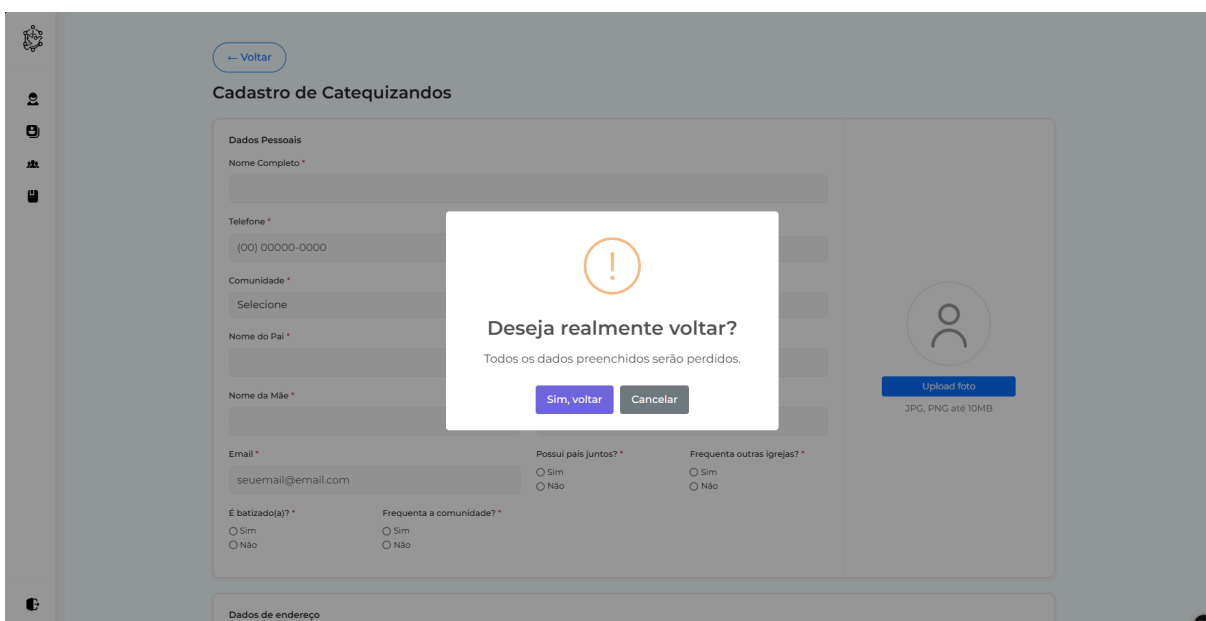 ← Voltar
Cadastro de Catequizandos
Dados Pessoais
Nome Completo *
Telefone *
(00) 00000-0000
Comunidade *
Selecione
Nome do Pai *
Nome da Mãe *
Deseja realmente voltar?
Todos os dados preenchidos serão perdidos.
Sim, voltar Cancelar
Upload foto
JPG, PNG até 10MB
Email * Possui pais juntos? * Frequenta outras igrejas? *
seuemail@email.com
Sim Sim
Não Não
É batizado(a)? * Frequenta a comunidade? *
Sim Sim
Não Não
Dados de endereço